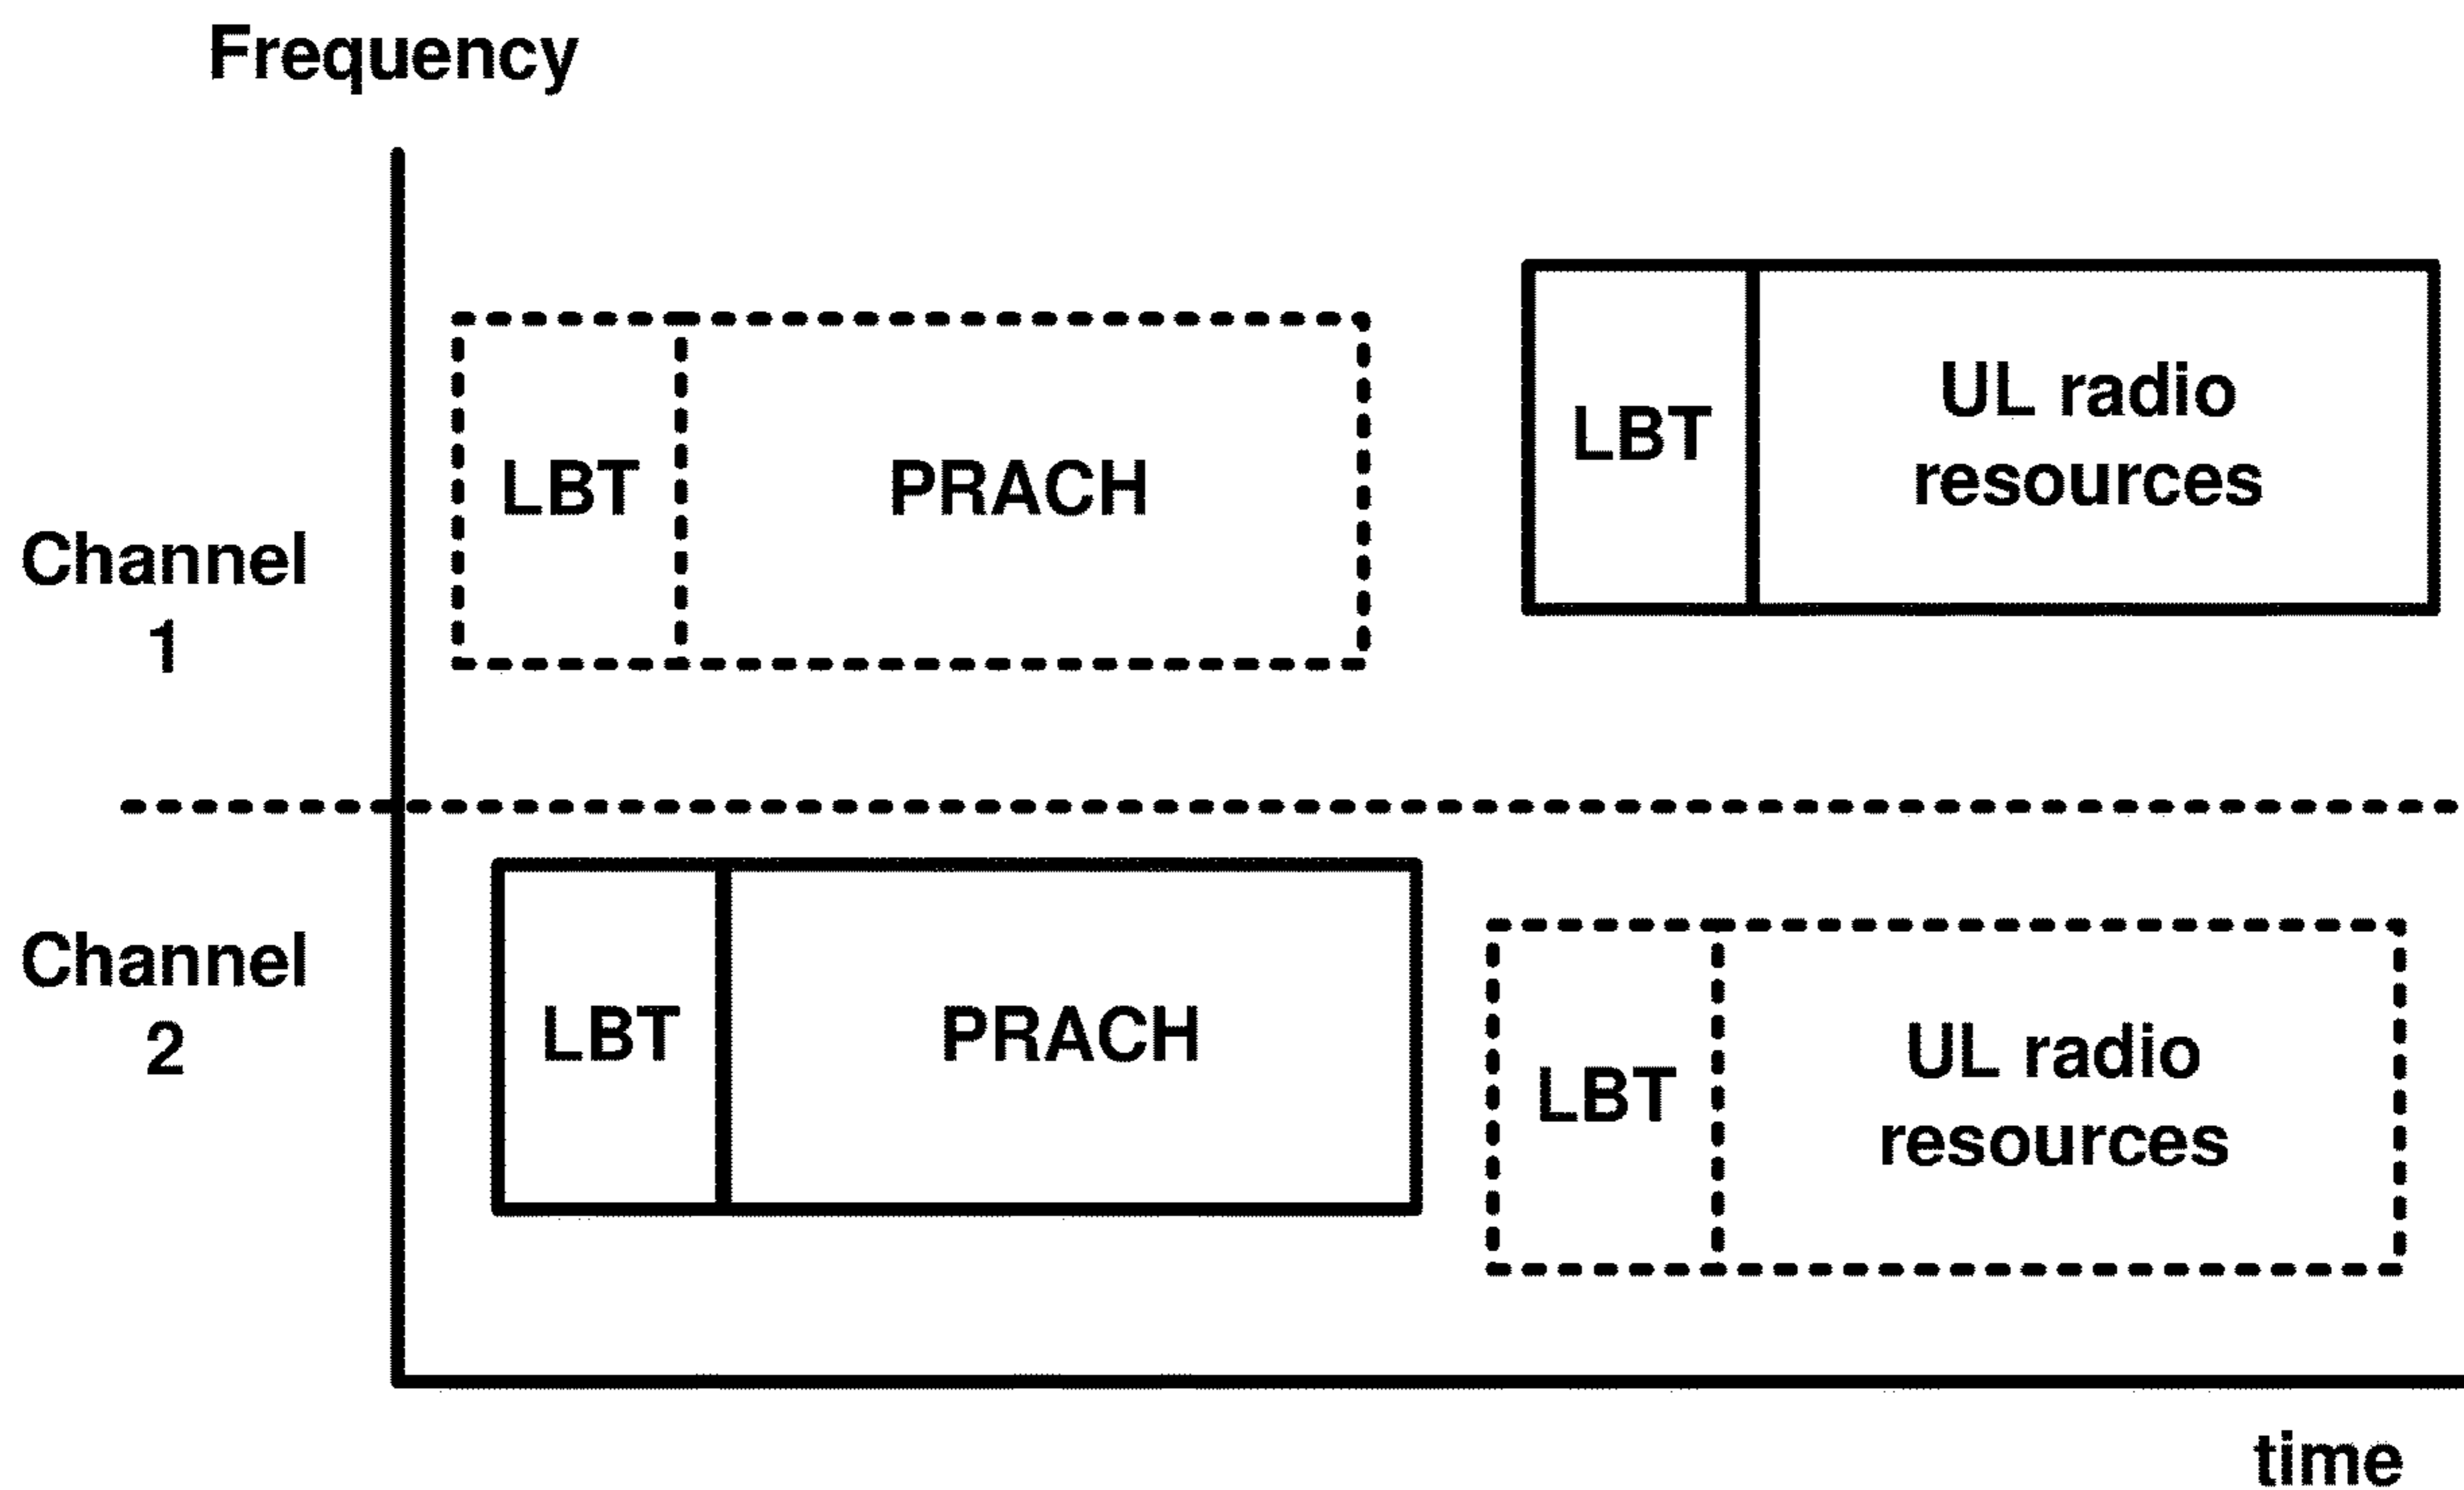 Frequency
Channel
1
LBT
PRACH
LBT
UL radio
resources
Channel
2
LBT
PRACH
LBT
UL radio
resources
time